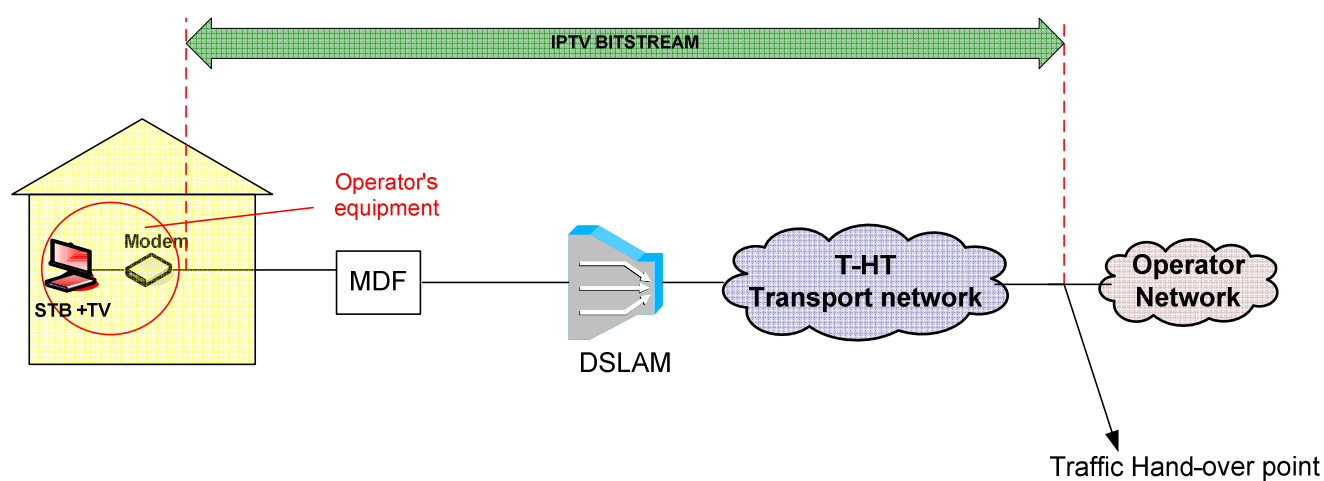 IPTV BITSTREAM
Operator's
equipment
Modem
STB +TV
MDF
DSLAM
T-HT
Transport network
Operator
Network
Traffic Hand-over point